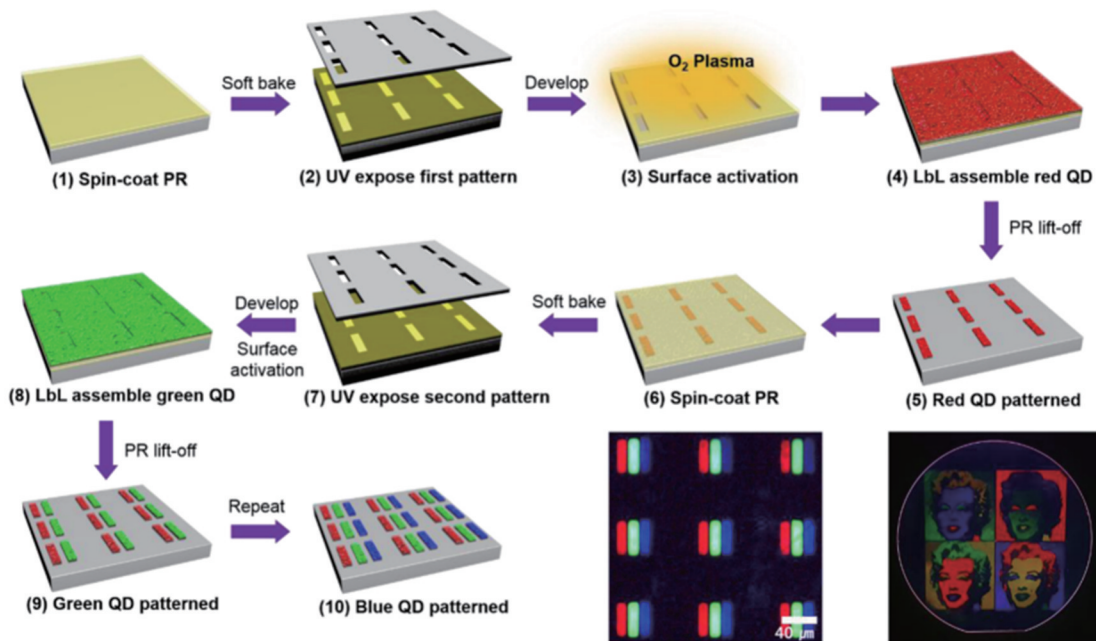 Soft bake
Develop
O₂ Plasma
(1) Spin-coat PR
(2) UV expose first pattern
(3) Surface activation
(4) LbL assemble red QD
PR lift-off
Develop
Surface
activation
Soft bake
(8) LbL assemble green QD
(7) UV expose second pattern
(6) Spin-coat PR
(5) Red QD patterned
PR lift-off
Repeat
(9) Green QD patterned
(10) Blue QD patterned
40 μm